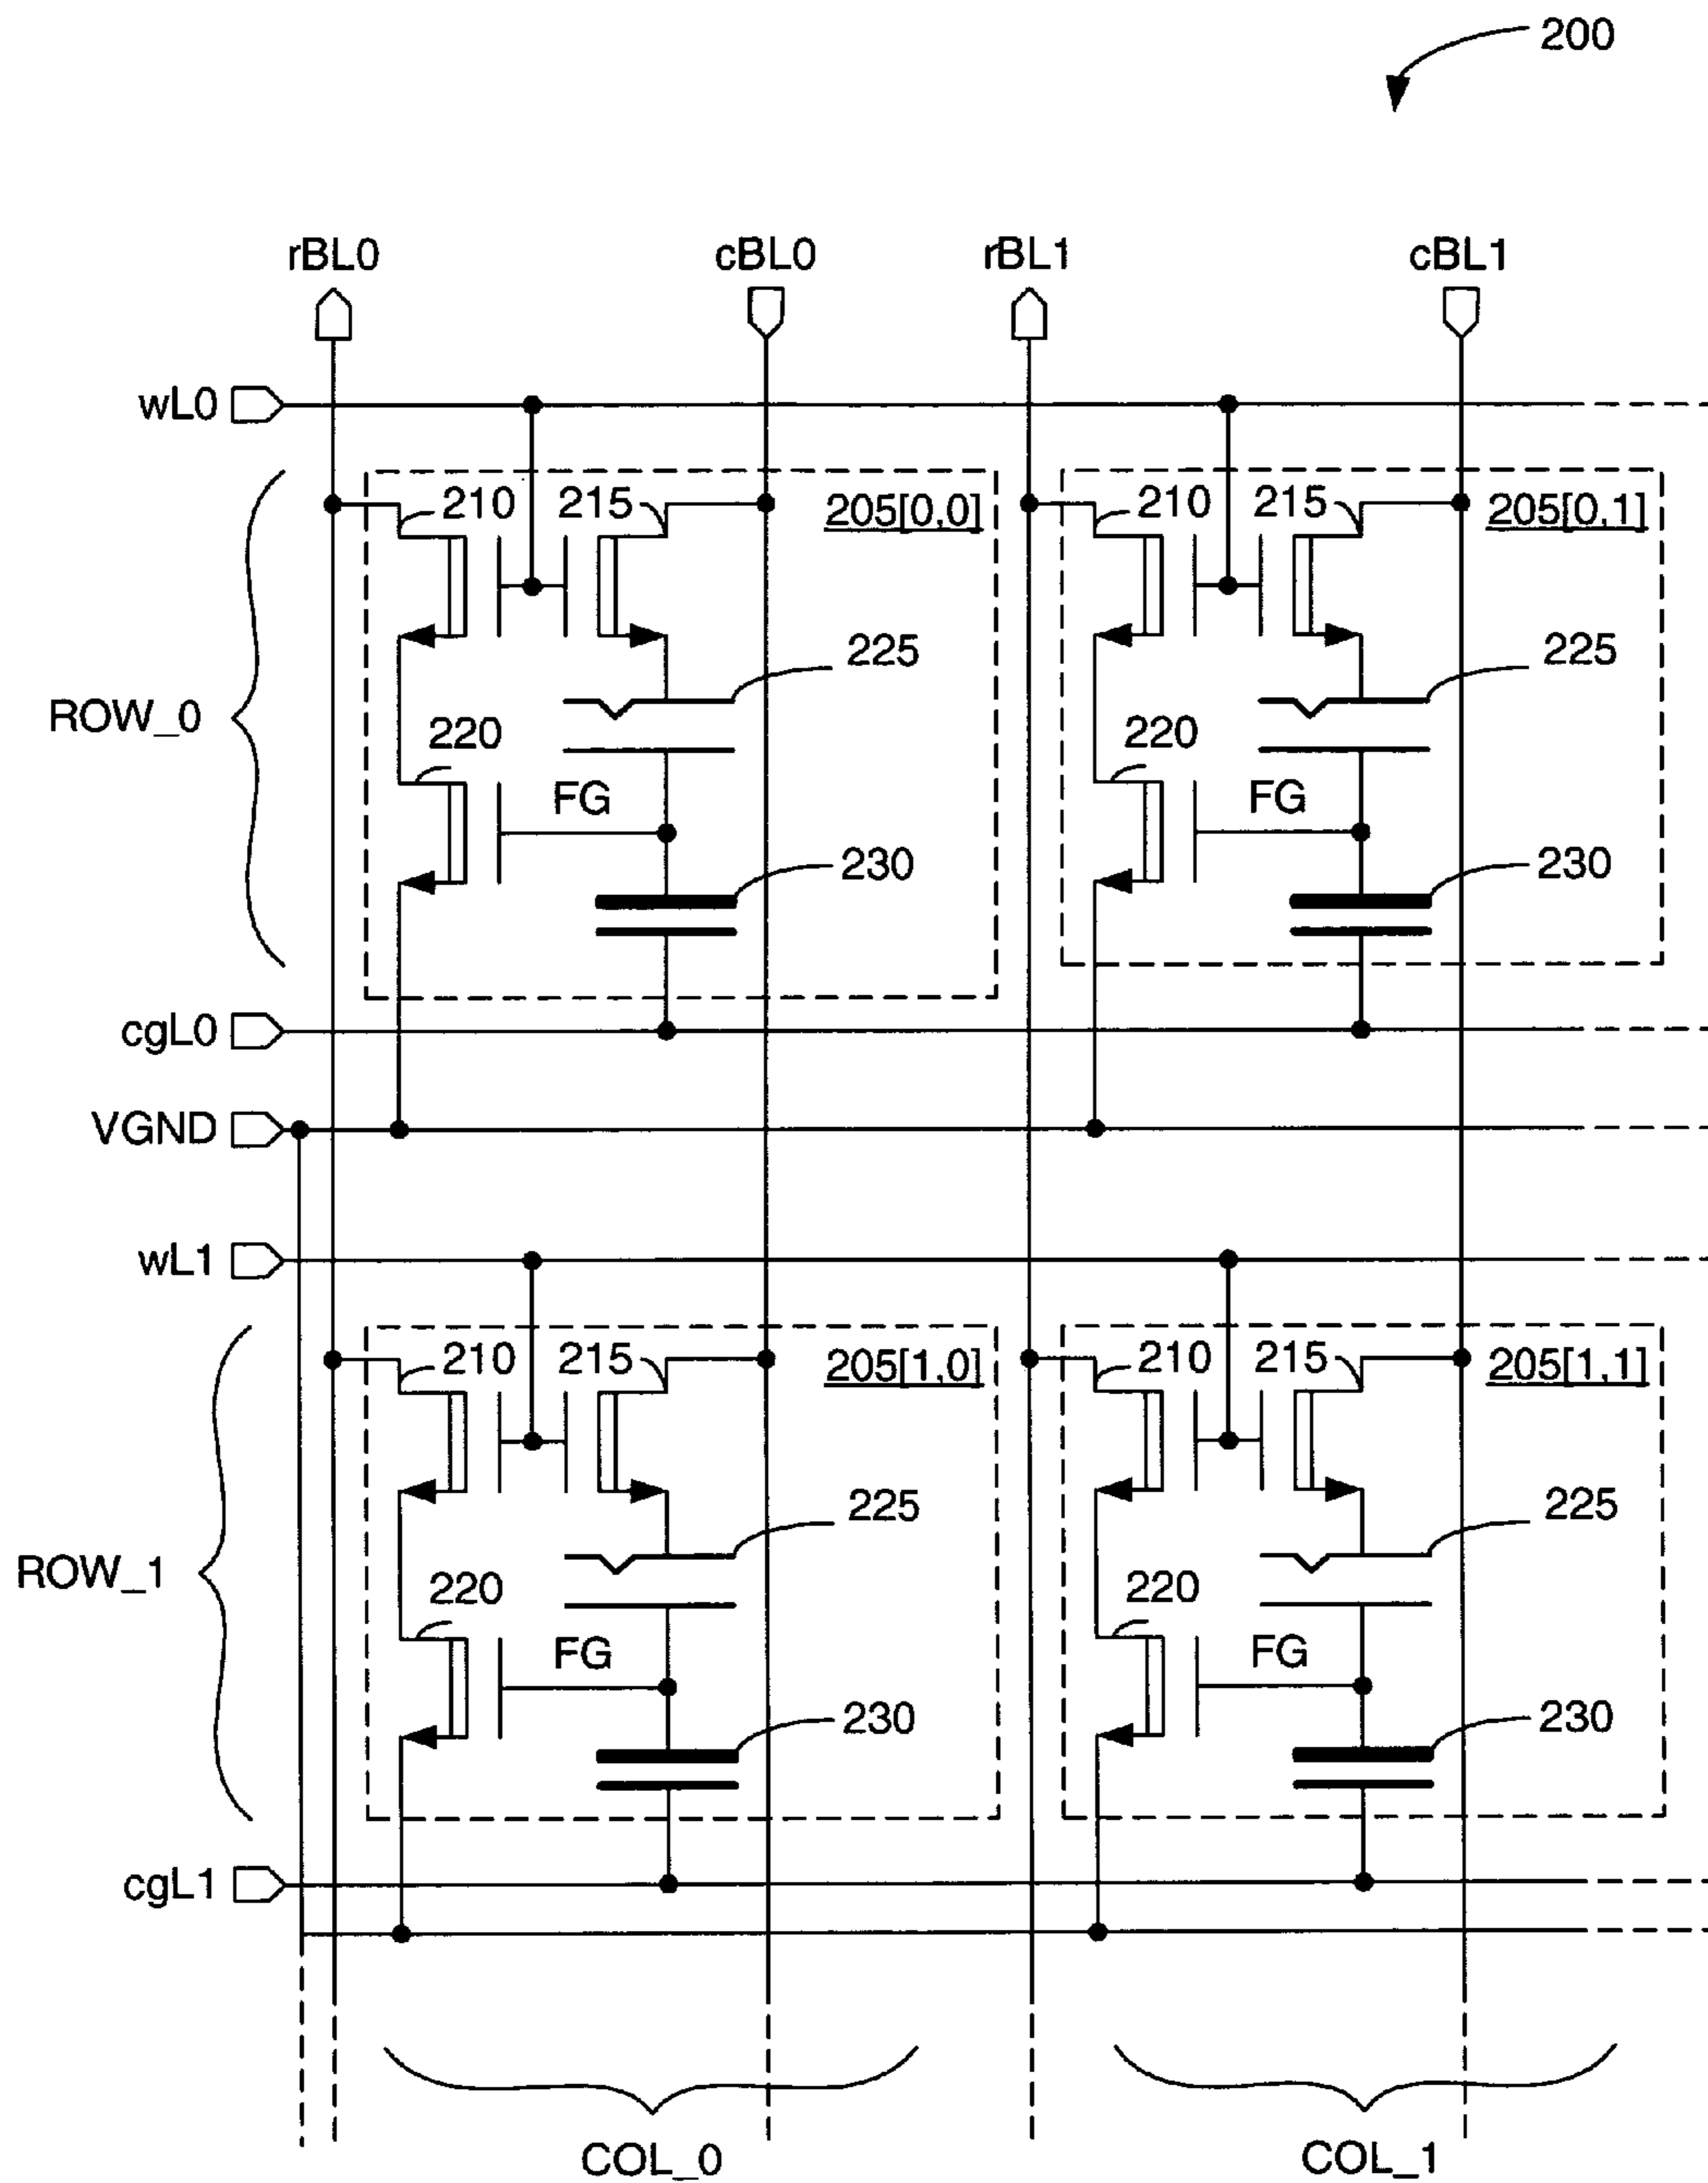 200
rBL0 cBL0 rBL1 cBL1
wL0
210 215 205[0,0] 210 215 205[0,1]
225 225
ROW_0
220 220
FG FG
230 230
cgL0
VGND
wL1
210 215 205[1,0] 210 215 205[1,1]
225 225
ROW_1
220 220
FG FG
230 230
cgL1
COL_0 COL_1